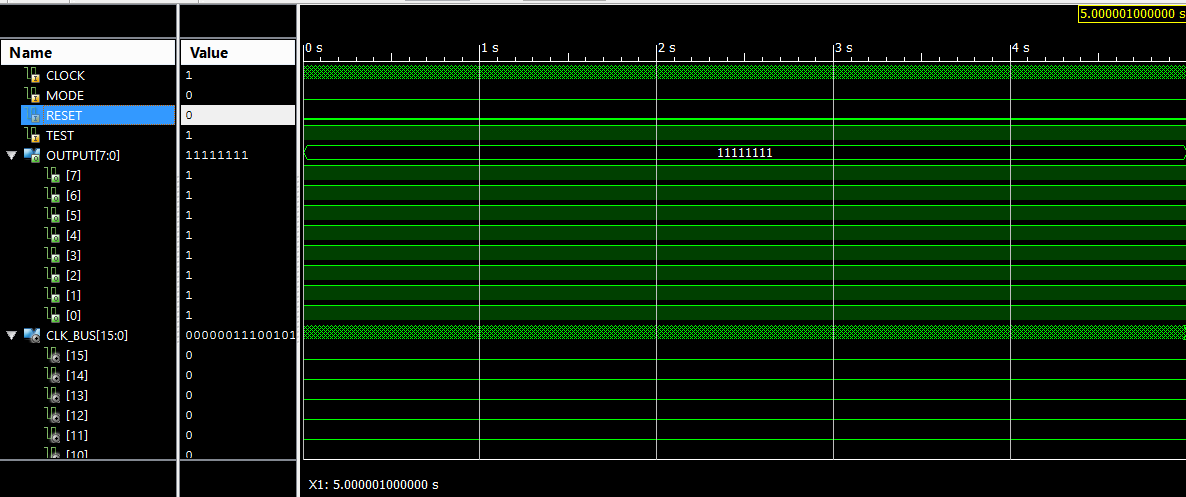 5.000001000000 s
Name Value
0 s 1 s 2 s 3 s 4 s
CLOCK 1
MODE 0
RESET 0
TEST 1
OUTPUT[7:0] 11111111 11111111
[7] 1
[6] 1
[5] 1
[4] 1
[3] 1
[2] 1
[1] 1
[0] 1
CLK_BUS[15:0] 00000011100101
[15] 0
[14] 0
[13] 0
[12] 0
[11] 0
[10] 0
X1: 5.000001000000 s